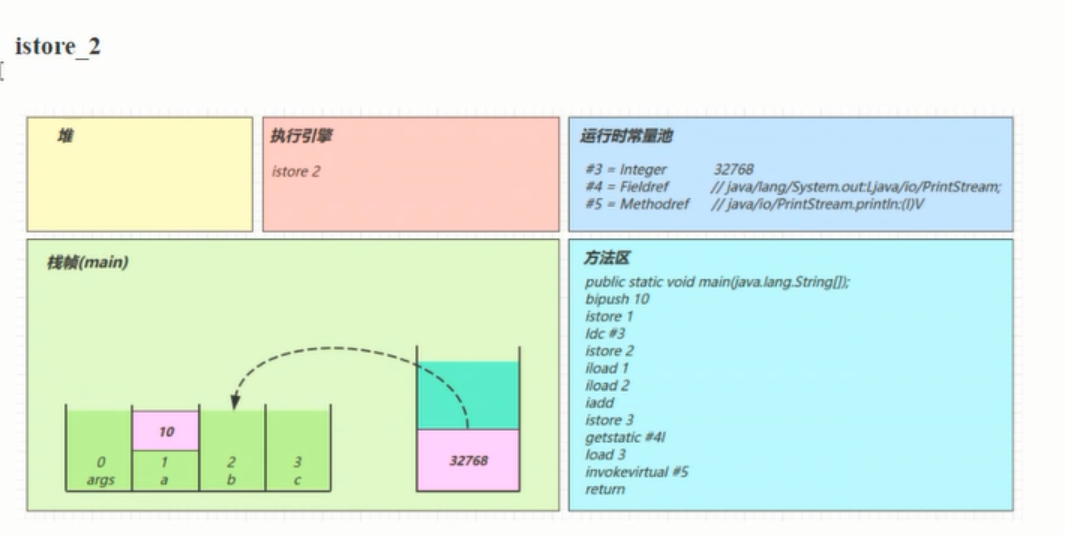 istore_2
堆
执行引擎
istore 2
运行时常量池
#3 = Integer 32768
#4 = Fieldref // java/lang/System.out:Ljava/io/PrintStream;
#5 = Methodref // java/io/PrintStream.println:(I)V
栈帧(main)
10
0 1 2 3
args a b c
32768
方法区
public static void main(java.lang.String[]);
bipush 10
istore 1
ldc #3
istore 2
iload 1
iload 2
iadd
istore 3
getstatic #4I
load 3
invokevirtual #5
return